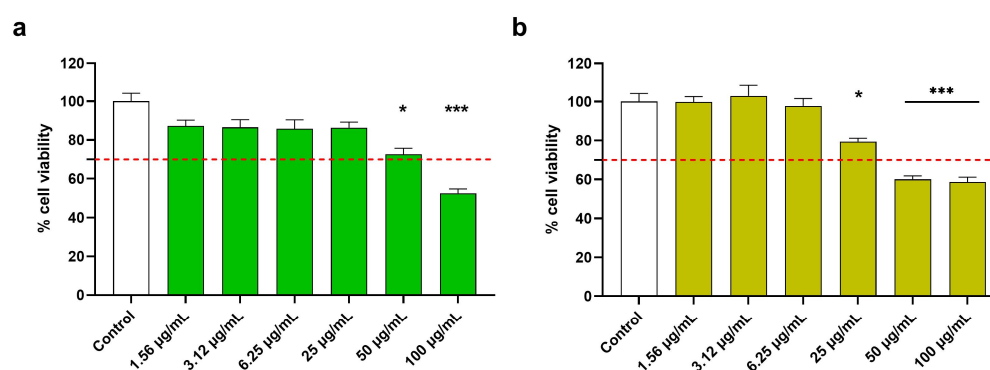 a
% cell viability
120
100
80
60
40
20
0
*
***
Control
1.56 µg/mL
3.12 µg/mL
6.25 µg/mL
25 µg/mL
50 µg/mL
100 µg/mL
b
% cell viability
120
100
80
60
40
20
0
*
***
Control
1.56 µg/mL
3.12 µg/mL
6.25 µg/mL
25 µg/mL
50 µg/mL
100 µg/mL